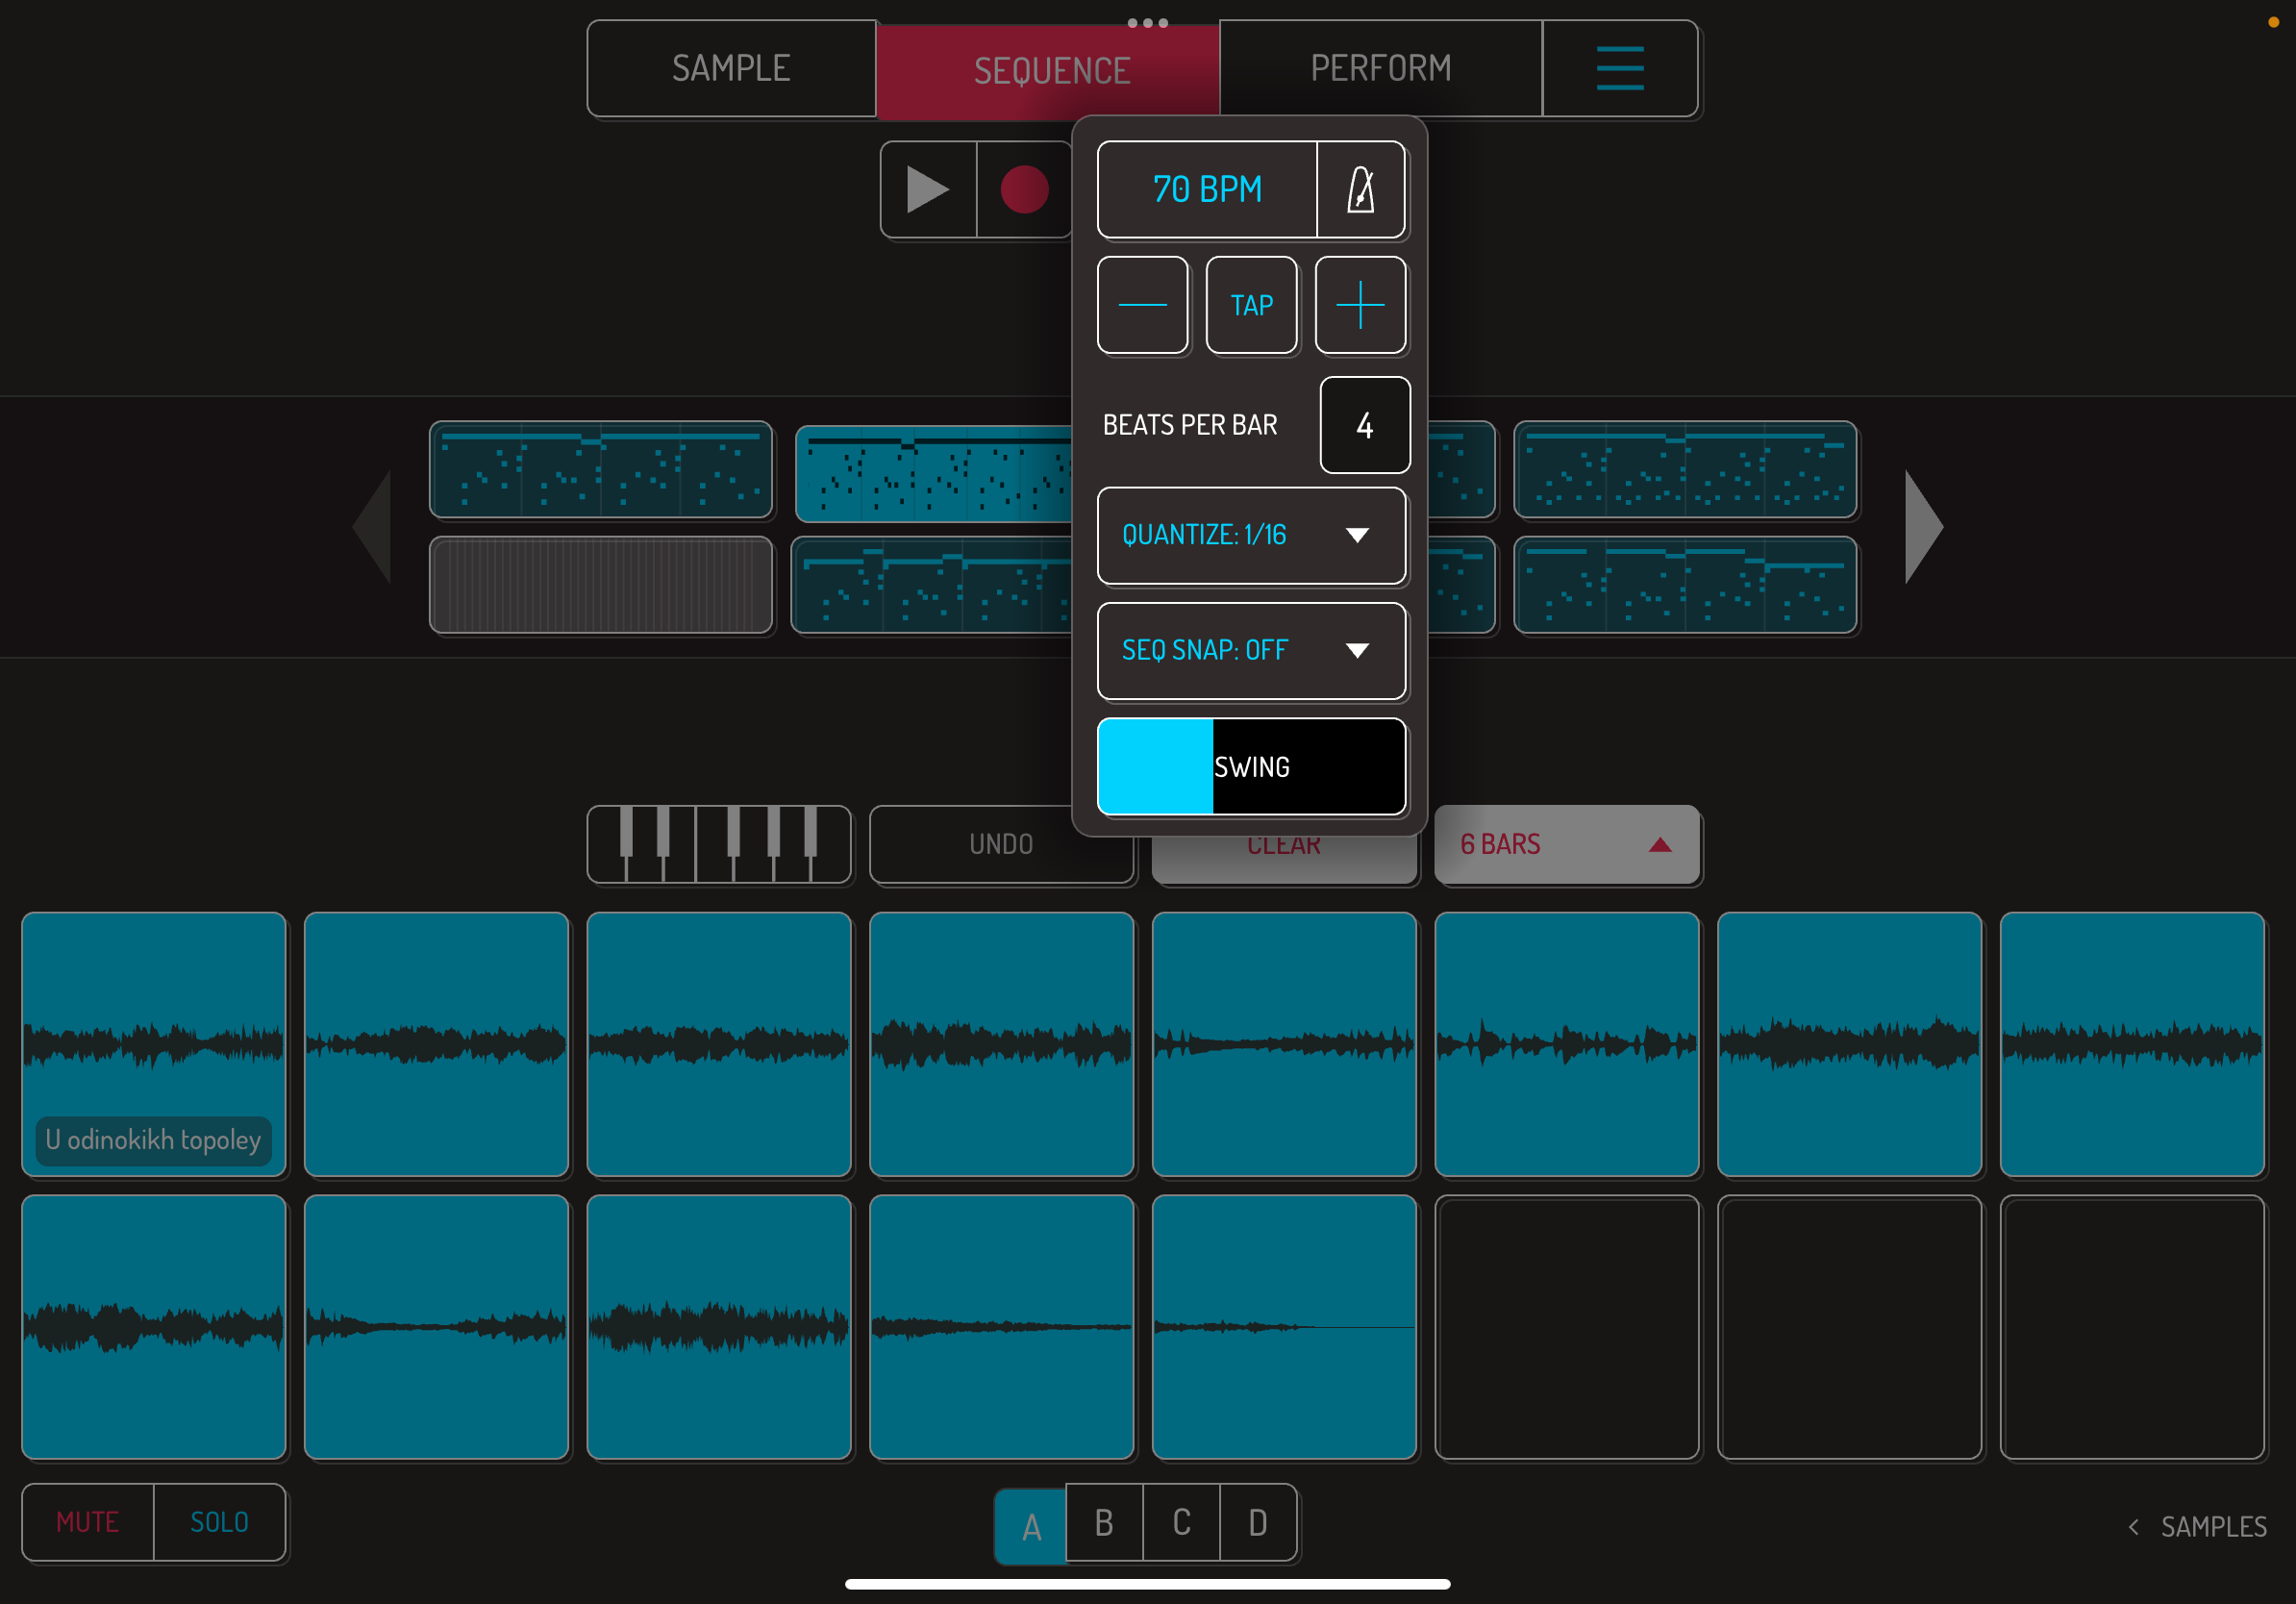 SAMPLE
SEQUENCE
PERFORM
70 BPM
TAP
BEATS PER BAR
4
QUANTIZE: 1/16
SEQ SNAP: OFF
SWING
UNDO
CLEAR
6 BARS
U odinokikh topoley
MUTE
SOLO
A
B
C
D
< SAMPLES